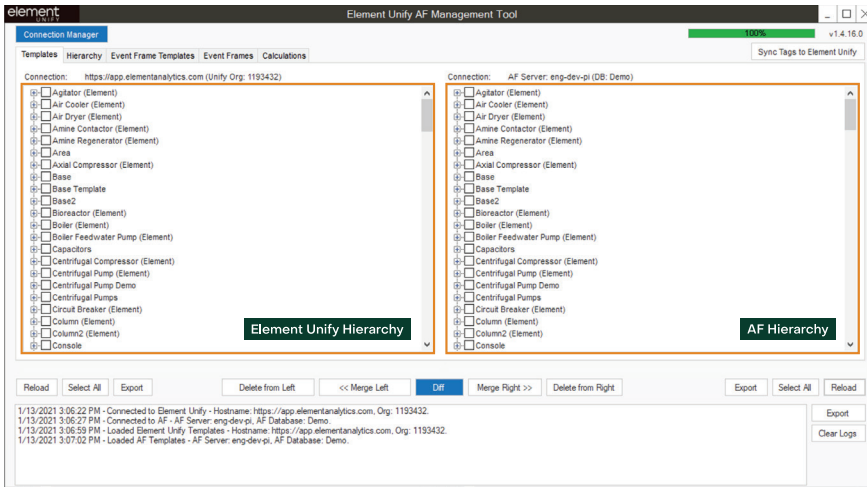 element
UNIFY
Element Unify AF Management Tool
Connection Manager
100%
v1.4.16.0
Templates Hierarchy Event Frame Templates Event Frames Calculations
Sync Tags to Element Unify
Connection: https://app.elementanalytics.com (Unify Org: 1193432)
Agitator (Element)
Air Cooler (Element)
Air Dryer (Element)
Amine Contactor (Element)
Amine Regenerator (Element)
Area
Axial Compressor (Element)
Base
Base Template
Base2
Bioreactor (Element)
Boiler (Element)
Boiler Feedwater Pump (Element)
Capacitors
Centrifugal Compressor (Element)
Centrifugal Pump (Element)
Centrifugal Pump Demo
Centrifugal Pumps
Circuit Breaker (Element)
Column (Element)
Column2 (Element)
Console
Element Unify Hierarchy
Connection: AF Server: eng-dev-pi (DB: Demo)
Agitator (Element)
Air Cooler (Element)
Air Dryer (Element)
Amine Contactor (Element)
Amine Regenerator (Element)
Area
Axial Compressor (Element)
Base
Base Template
Base2
Bioreactor (Element)
Boiler (Element)
Boiler Feedwater Pump (Element)
Capacitors
Centrifugal Compressor (Element)
Centrifugal Pump (Element)
Centrifugal Pump Demo
Centrifugal Pumps
Circuit Breaker (Element)
Column (Element)
Column2 (Element)
Console
AF Hierarchy
Reload Select All Export Delete from Left << Merge Left Diff Merge Right >> Delete from Right Export Select All Reload
1/13/2021 3:06:22 PM - Connected to Element Unify - Hostname: https://app.elementanalytics.com, Org: 1193432.
1/13/2021 3:06:27 PM - Connected to AF - AF Server: eng-dev-pi, AF Database: Demo.
1/13/2021 3:06:59 PM - Loaded Element Unify Templates - Hostname: https://app.elementanalytics.com, Org: 1193432.
1/13/2021 3:07:02 PM - Loaded AF Templates - AF Server: eng-dev-pi, AF Database: Demo.
Export
Clear Logs